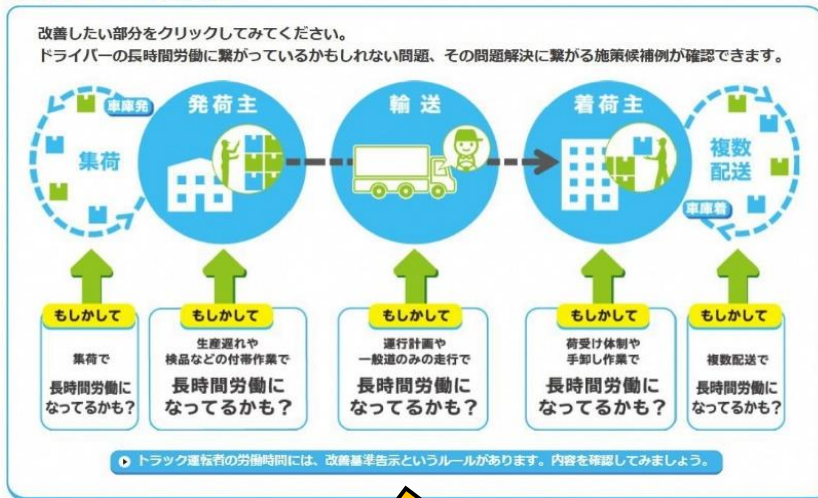 改善したい部分をクリックしてみてください。
ドライバーの長時間労働に繋がっているかもしれない問題、その問題解決に繋がる施策候補例が確認できます。
車庫発
集荷
発荷主
輸送
着荷主
複数
配送
車庫着
もしかして
集荷で
長時間労働に
なってるかも?
もしかして
生産遅れや
検品などの付帯作業で
長時間労働に
なってるかも?
もしかして
運行計画や
一般道のみの走行で
長時間労働に
なってるかも?
もしかして
荷受け体制や
手卸し作業で
長時間労働に
なってるかも?
もしかして
複数配送で
長時間労働に
なってるかも?
トラック運転者の労働時間には、改善基準告示というルールがあります。内容を確認してみましょう。